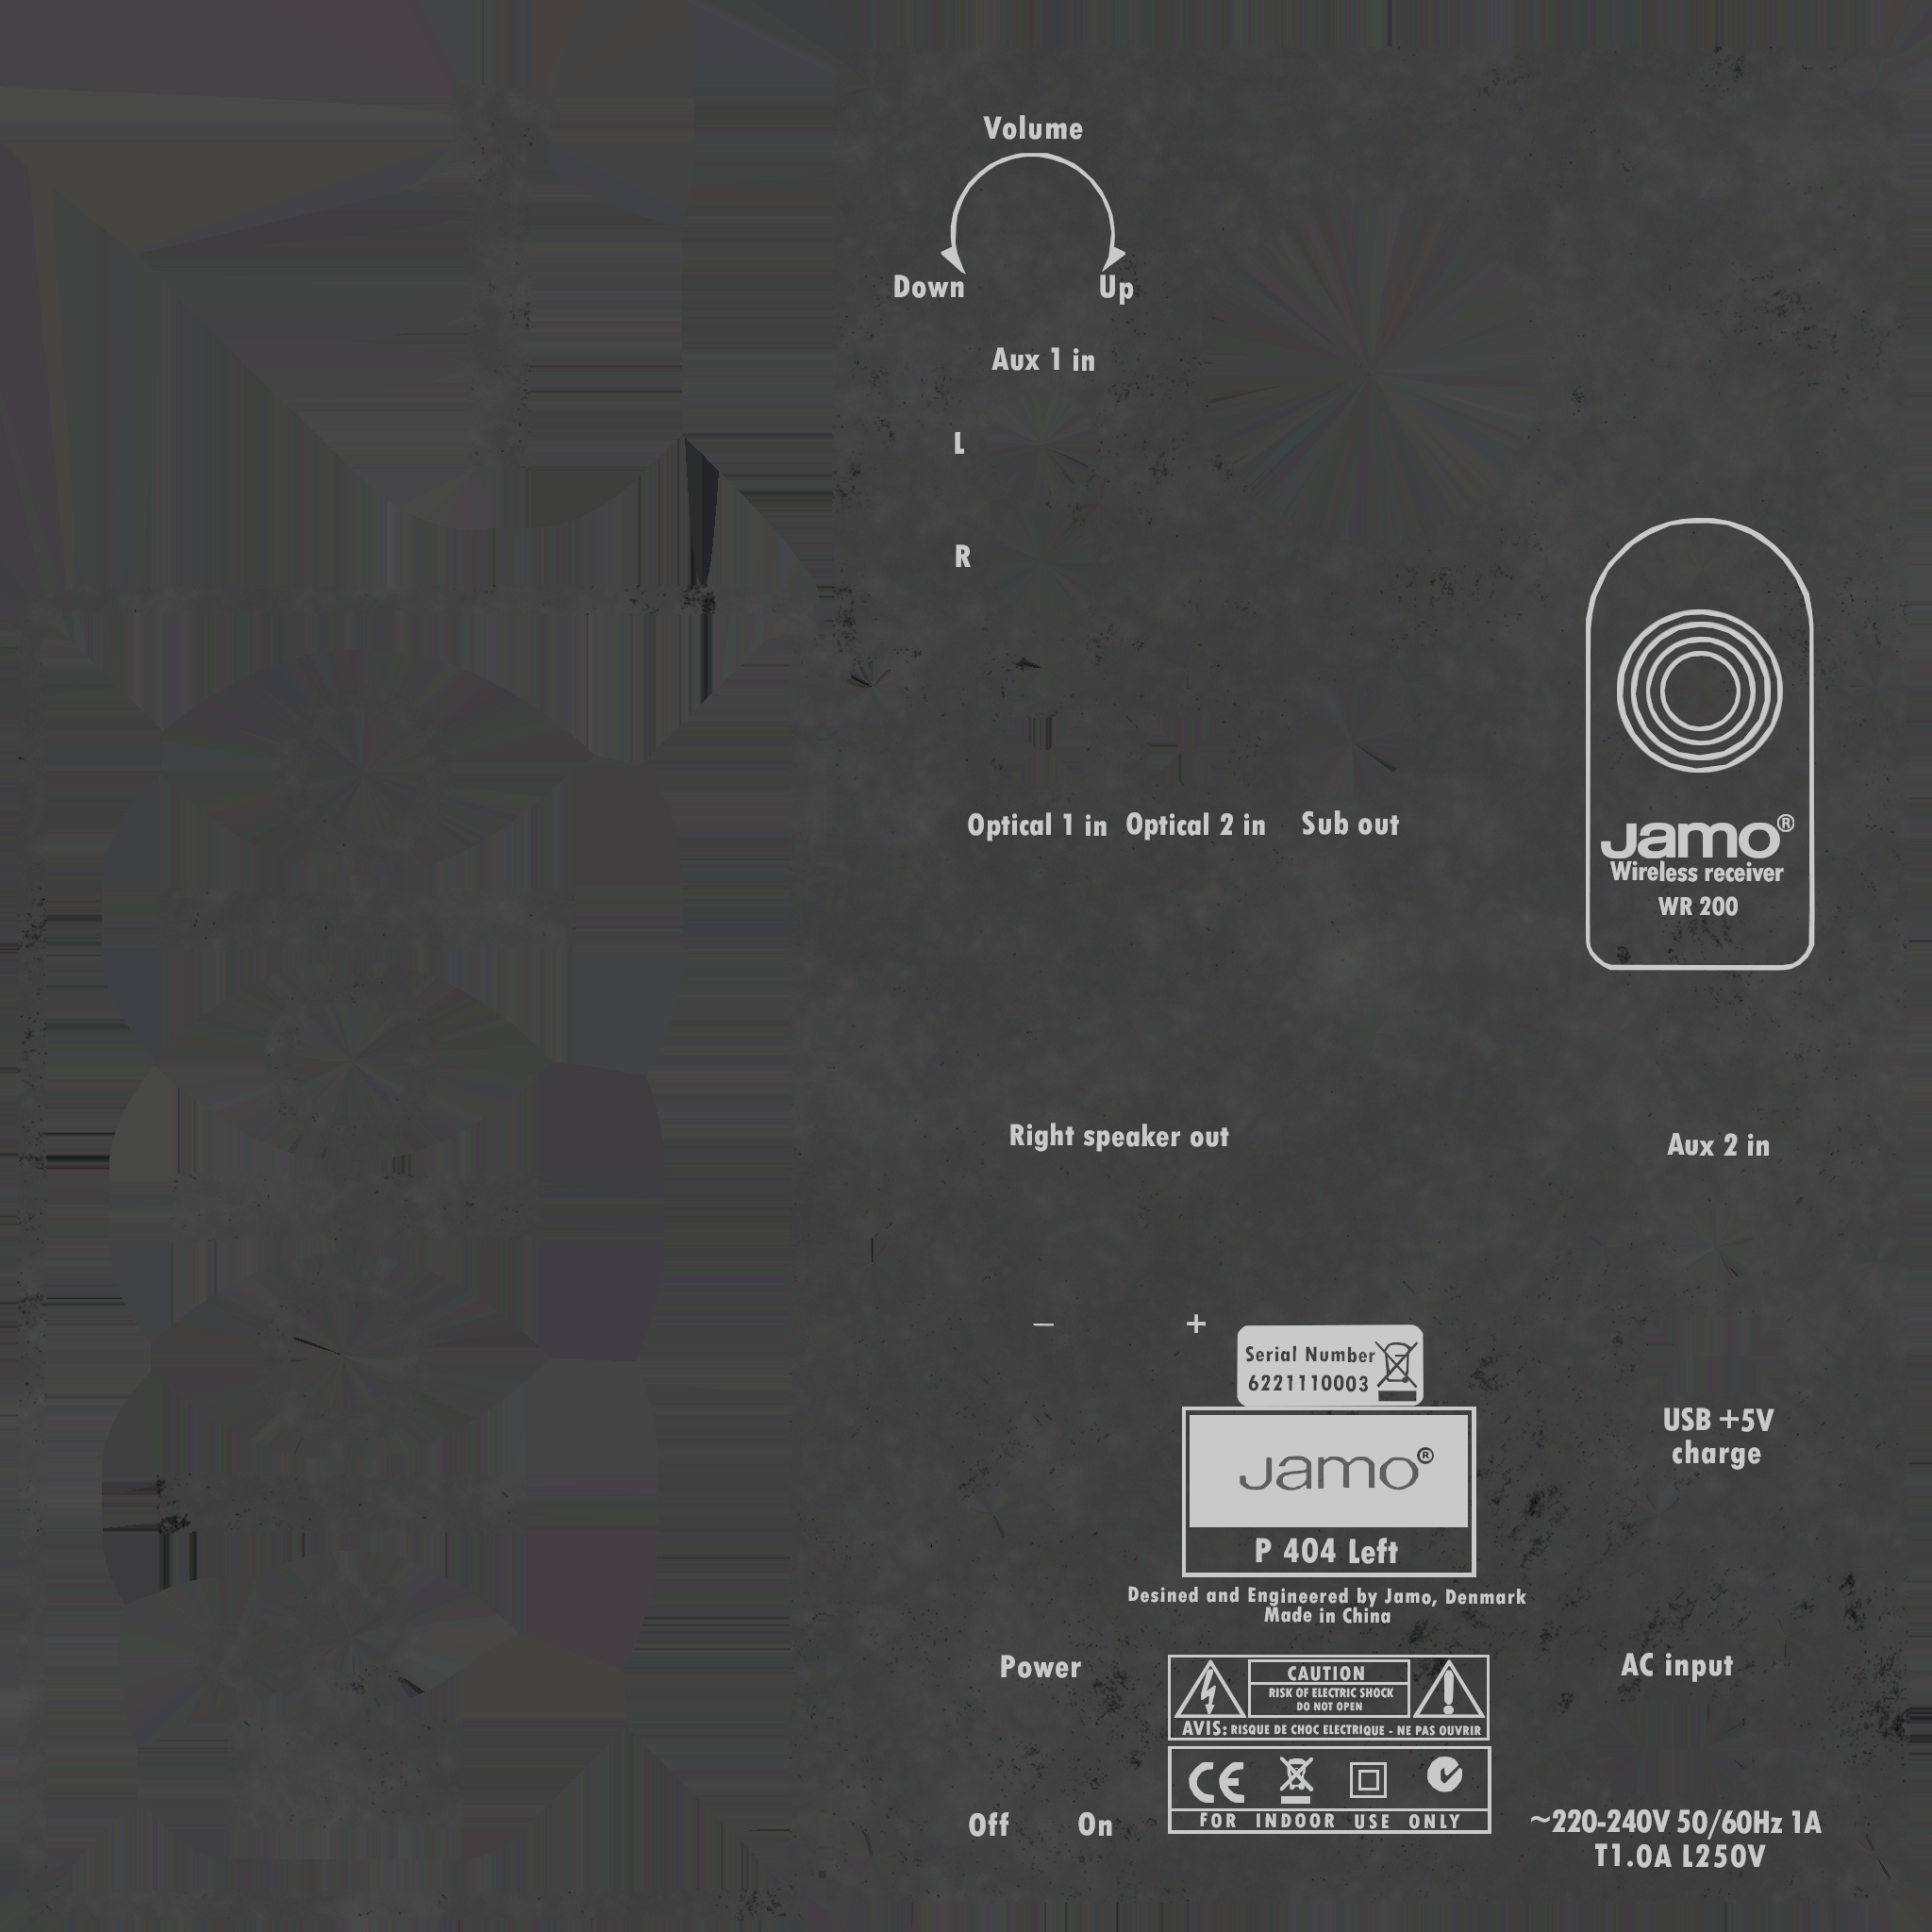 Volume
Down Up
Aux 1 in
L
R
Optical 1 in Optical 2 in Sub out
Jamo®
Wireless receiver
WR 200
Right speaker out
Aux 2 in
– +
Serial Number
6221110003
Jamo®
P 404 Left
USB +5V
charge
Desined and Engineered by Jamo, Denmark
Made in China
Power
CAUTION
RISK OF ELECTRIC SHOCK
DO NOT OPEN
AVIS: RISQUE DE CHOC ELECTRIQUE - NE PAS OUVRIR
CE
FOR INDOOR USE ONLY
Off On
AC input
~220-240V 50/60Hz 1A
T1.0A L250V